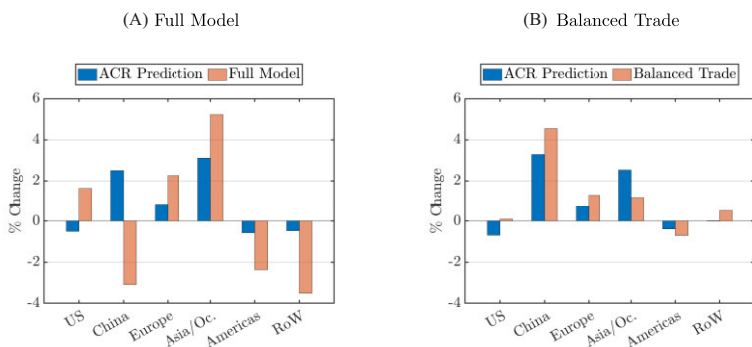 (A) Full Model
ACR Prediction Full Model
6
4
2
0
-2
-4
% Change
US China Europe Asia/Oc. Americas RoW
(B) Balanced Trade
ACR Prediction Balanced Trade
6
4
2
0
-2
-4
% Change
US China Europe Asia/Oc. Americas RoW